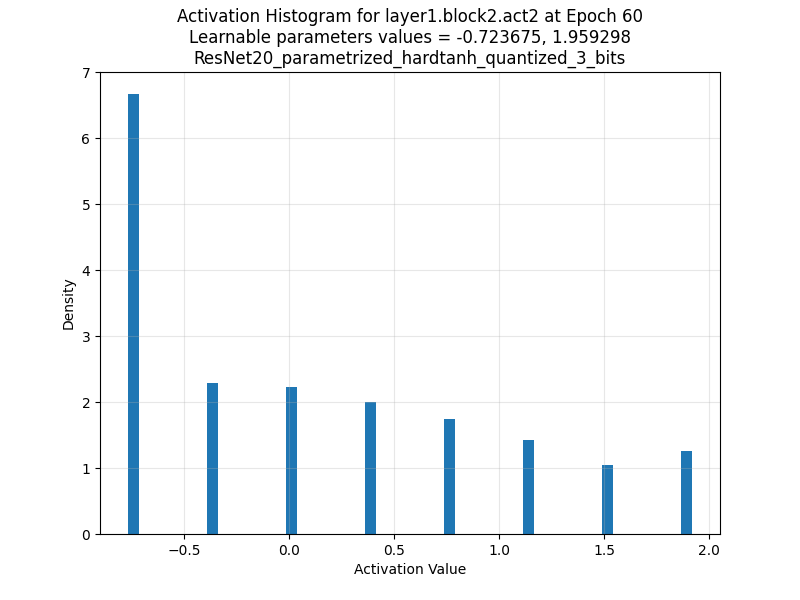 Activation Histogram for layer1.block2.act2 at Epoch 60
Learnable parameters values = -0.723675, 1.959298
ResNet20_parametrized_hardtanh_quantized_3_bits
7
6
5
4
3
2
1
0
Density
−0.5 0.0 0.5 1.0 1.5 2.0
Activation Value